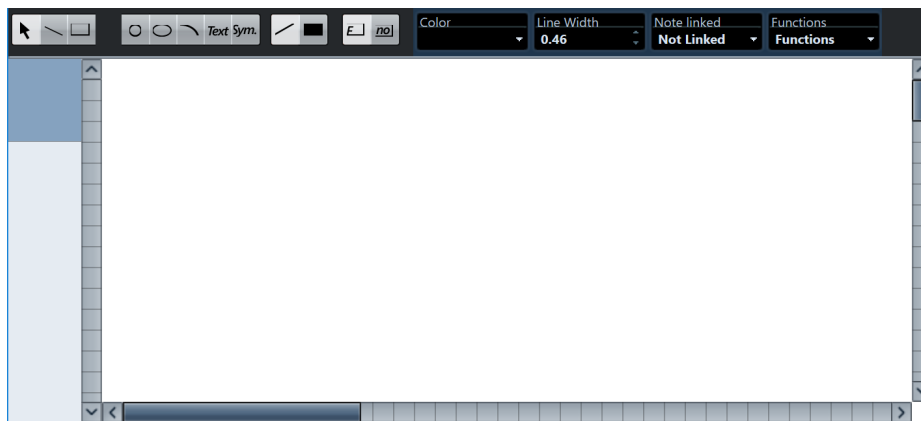 Text Sym. E no
Color Line Width Note linked Functions
0.46 Not Linked Functions